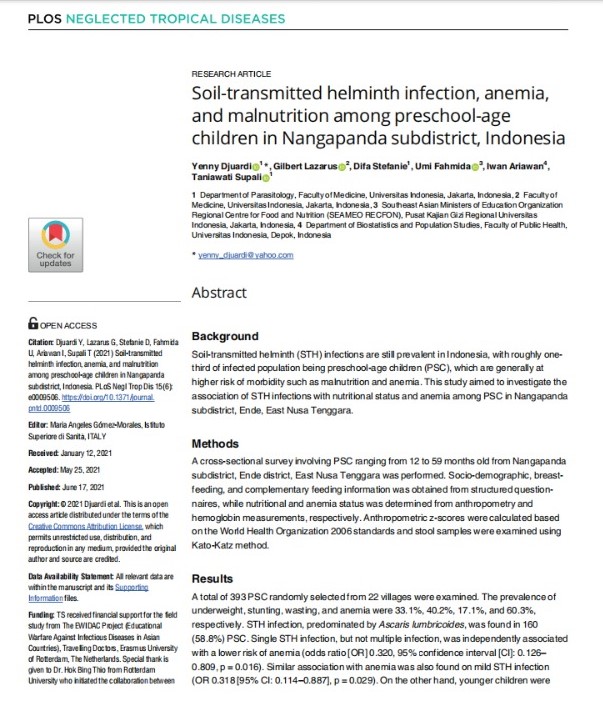 PLOS NEGLECTED TROPICAL DISEASES
RESEARCH ARTICLE
Soil-transmitted helminth infection, anemia,
and malnutrition among preschool-age
children in Nangapanda subdistrict, Indonesia
Yenny Djuardi1*, Gilbert Lazarus2, Difa Stefanie1, Umi Fahmida3, Iwan Ariawan4,
Taniawati Supali1
1 Department of Parasitology, Faculty of Medicine, Universitas Indonesia, Jakarta, Indonesia, 2 Faculty of
Medicine, Universitas Indonesia, Jakarta, Indonesia, 3 Southeast Asian Ministers of Education Organization
Regional Centre for Food and Nutrition (SEAMEO RECFON), Pusat Kajian Gizi Regional Universitas
Indonesia, Jakarta, Indonesia, 4 Department of Biostatistics and Population Studies, Faculty of Public Health,
Universitas Indonesia, Depok, Indonesia
* yenny_djuardi@yahoo.com
Check for
updates
OPEN ACCESS
Citation: Djuardi Y, Lazarus G, Stefanie D, Fahmida
U, Ariawan I, Supali T (2021) Soil-transmitted
helminth infection, anemia, and malnutrition
among preschool-age children in Nangapanda
subdistrict, Indonesia. PLoS Negl Trop Dis 15(6):
e0009506. https://doi.org/10.1371/journal.
pntd.0009506
Editor: Maria Angeles Gómez-Morales, Istituto
Superiore di Sanita, ITALY
Received: January 12, 2021
Accepted: May 25, 2021
Published: June 17, 2021
Copyright: © 2021 Djuardi et al. This is an open
access article distributed under the terms of the
Creative Commons Attribution License, which
permits unrestricted use, distribution, and
reproduction in any medium, provided the original
author and source are credited.
Data Availability Statement: All relevant data are
within the manuscript and its Supporting
Information files.
Funding: TS received financial support for the field
study from The EWIDAC Project (Educational
Warfare Against Infectious Diseases in Asian
Countries), Travelling Doctors, Erasmus University
of Rotterdam, The Netherlands. Special thank is
given to Dr. Hok Bing Thio from Rotterdam
University who initiated the collaboration between
Abstract
Background
Soil-transmitted helminth (STH) infections are still prevalent in Indonesia, with roughly one-
third of infected population being preschool-age children (PSC), which are generally at
higher risk of morbidity such as malnutrition and anemia. This study aimed to investigate the
association of STH infections with nutritional status and anemia among PSC in Nangapanda
subdistrict, Ende, East Nusa Tenggara.
Methods
A cross-sectional survey involving PSC ranging from 12 to 59 months old from Nangapanda
subdistrict, Ende district, East Nusa Tenggara was performed. Socio-demographic, breast-
feeding, and complementary feeding information was obtained from structured question-
naires, while nutritional and anemia status was determined from anthropometry and
hemoglobin measurements, respectively. Anthropometric z-scores were calculated based
on the World Health Organization 2006 standards and stool samples were examined using
Kato-Katz method.
Results
A total of 393 PSC randomly selected from 22 villages were examined. The prevalence of
underweight, stunting, wasting, and anemia were 33.1%, 40.2%, 17.1%, and 60.3%,
respectively. STH infection, predominated by Ascaris lumbricoides, was found in 160
(58.8%) PSC. Single STH infection, but not multiple infection, was independently associated
with a lower risk of anemia (odds ratio [OR] 0.320, 95% confidence interval [CI]: 0.126–
0.809, p = 0.016). Similar association with anemia was also found on mild STH infection
(OR 0.318 [95% CI: 0.114–0.887], p = 0.029). On the other hand, younger children were